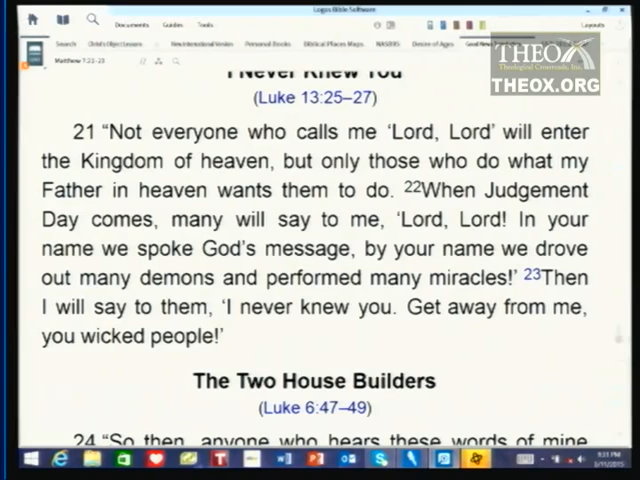 Logos Bible Software
Documents Guides Tools
Layouts
Search Child's Object Lessons New International Version Personal Books Biblical Places Maps NASB95 Desire of Ages
THEOX
Theological Crossroads, Inc.
THEOX.ORG
I Never Knew You
(Luke 13:25–27)
21 “Not everyone who calls me ‘Lord, Lord’ will enter
the Kingdom of heaven, but only those who do what my
Father in heaven wants them to do. 22When Judgement
Day comes, many will say to me, ‘Lord, Lord! In your
name we spoke God’s message, by your name we drove
out many demons and performed many miracles!’ 23Then
I will say to them, ‘I never knew you. Get away from me,
you wicked people!’
The Two House Builders
(Luke 6:47–49)
24 “So then, anyone who hears these words of mine